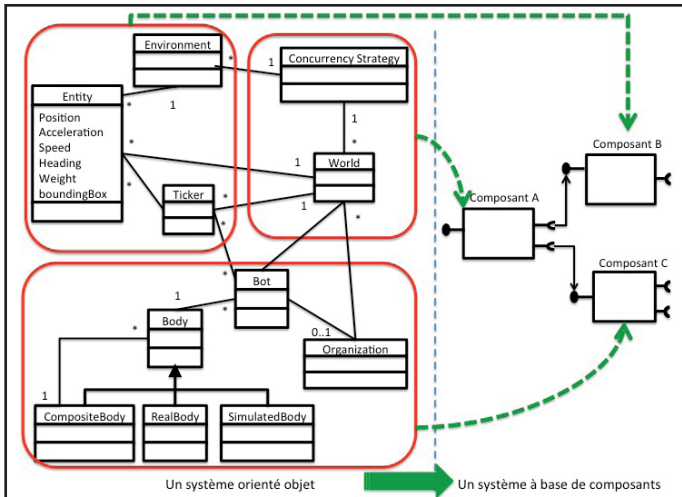 Environment
Concurrency Strategy
Entity
Position
Acceleration
Speed
Heading
Weight
boundingBox
Ticker
World
Bot
Body
Organization
CompositeBody
RealBody
SimulatedBody
*
1
1
*
1
*
*
1
*
*
1
*
*
*
1
*
0..1
*
1
Composant A
Composant B
Composant C
Un système orienté objet
Un système à base de composants